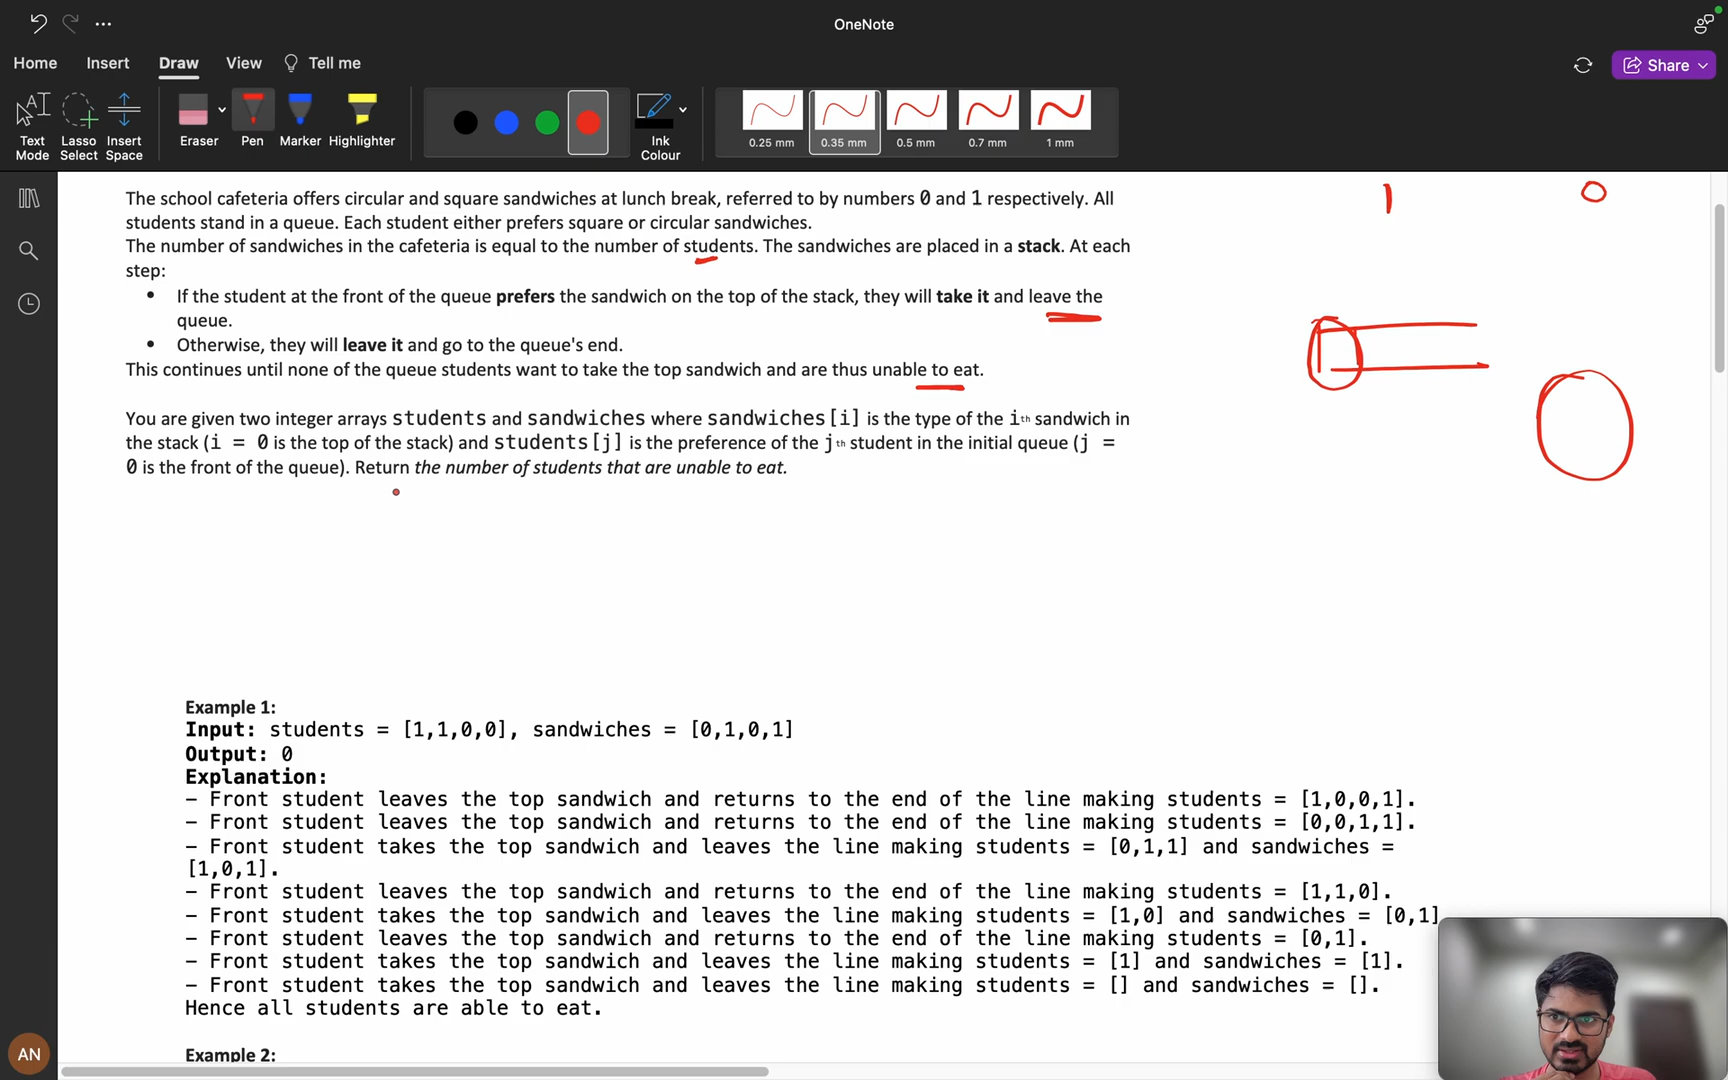 OneNote
Home Insert Draw View Tell me
Share
Text Mode
Lasso Select
Insert Space
Eraser
Pen
Marker
Highlighter
Ink Colour
0.25 mm
0.35 mm
0.5 mm
0.7 mm
1 mm
The school cafeteria offers circular and square sandwiches at lunch break, referred to by numbers 0 and 1 respectively. All
students stand in a queue. Each student either prefers square or circular sandwiches.
The number of sandwiches in the cafeteria is equal to the number of students. The sandwiches are placed in a stack. At each
step:
• If the student at the front of the queue prefers the sandwich on the top of the stack, they will take it and leave the
queue.
• Otherwise, they will leave it and go to the queue's end.
This continues until none of the queue students want to take the top sandwich and are thus unable to eat.
You are given two integer arrays students and sandwiches where sandwiches[i] is the type of the ith sandwich in
the stack (i = 0 is the top of the stack) and students[j] is the preference of the jth student in the initial queue (j =
0 is the front of the queue). Return the number of students that are unable to eat.
1 0
Example 1:
Input: students = [1,1,0,0], sandwiches = [0,1,0,1]
Output: 0
Explanation:
– Front student leaves the top sandwich and returns to the end of the line making students = [1,0,0,1].
– Front student leaves the top sandwich and returns to the end of the line making students = [0,0,1,1].
– Front student takes the top sandwich and leaves the line making students = [0,1,1] and sandwiches =
[1,0,1].
– Front student leaves the top sandwich and returns to the end of the line making students = [1,1,0].
– Front student takes the top sandwich and leaves the line making students = [1,0] and sandwiches = [0,1]
– Front student leaves the top sandwich and returns to the end of the line making students = [0,1].
– Front student takes the top sandwich and leaves the line making students = [1] and sandwiches = [1].
– Front student takes the top sandwich and leaves the line making students = [] and sandwiches = [].
Hence all students are able to eat.
Example 2:
AN